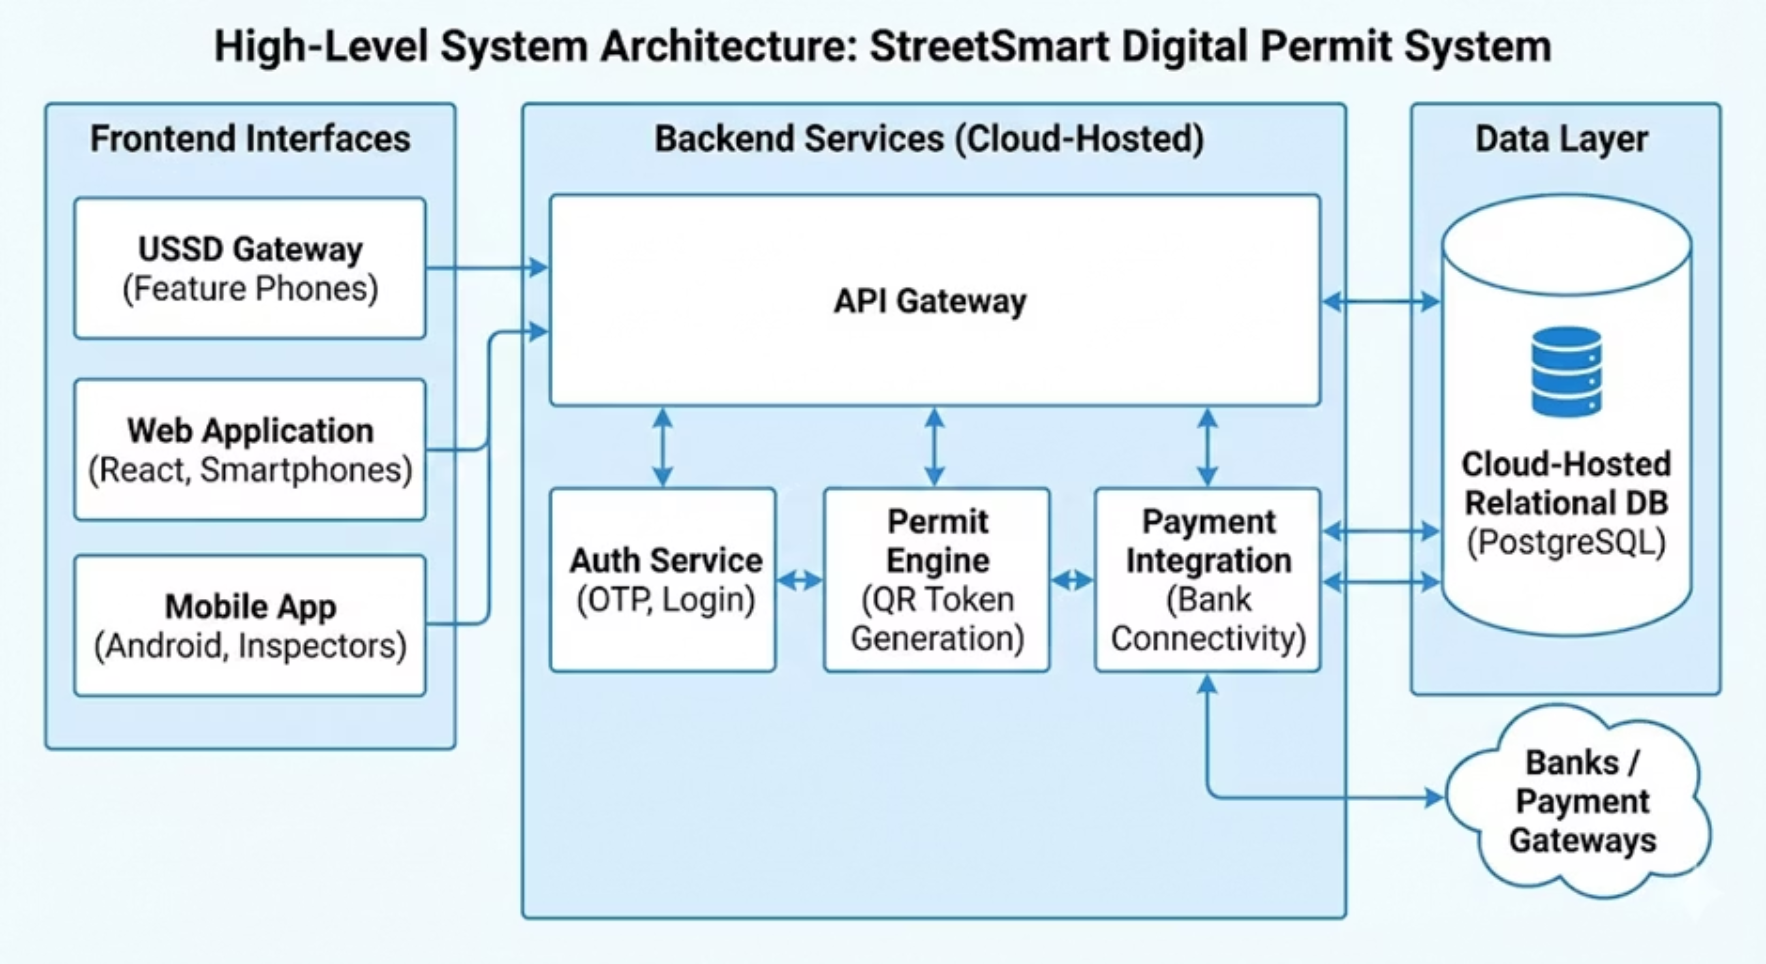 High-Level System Architecture: StreetSmart Digital Permit System
Frontend Interfaces
USSD Gateway
(Feature Phones)
Web Application
(React, Smartphones)
Mobile App
(Android, Inspectors)
Backend Services (Cloud-Hosted)
API Gateway
Auth Service
(OTP, Login)
Permit
Engine
(QR Token
Generation)
Payment
Integration
(Bank
Connectivity)
Data Layer
Cloud-Hosted
Relational DB
(PostgreSQL)
Banks /
Payment
Gateways